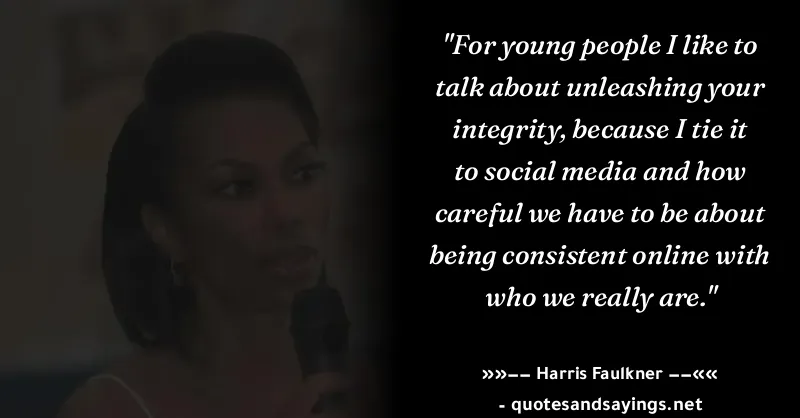 "For young people I like to
talk about unleashing your
integrity, because I tie it
to social media and how
careful we have to be about
being consistent online with
who we really are."
»»–– Harris Faulkner ––««
- quotesandsayings.net